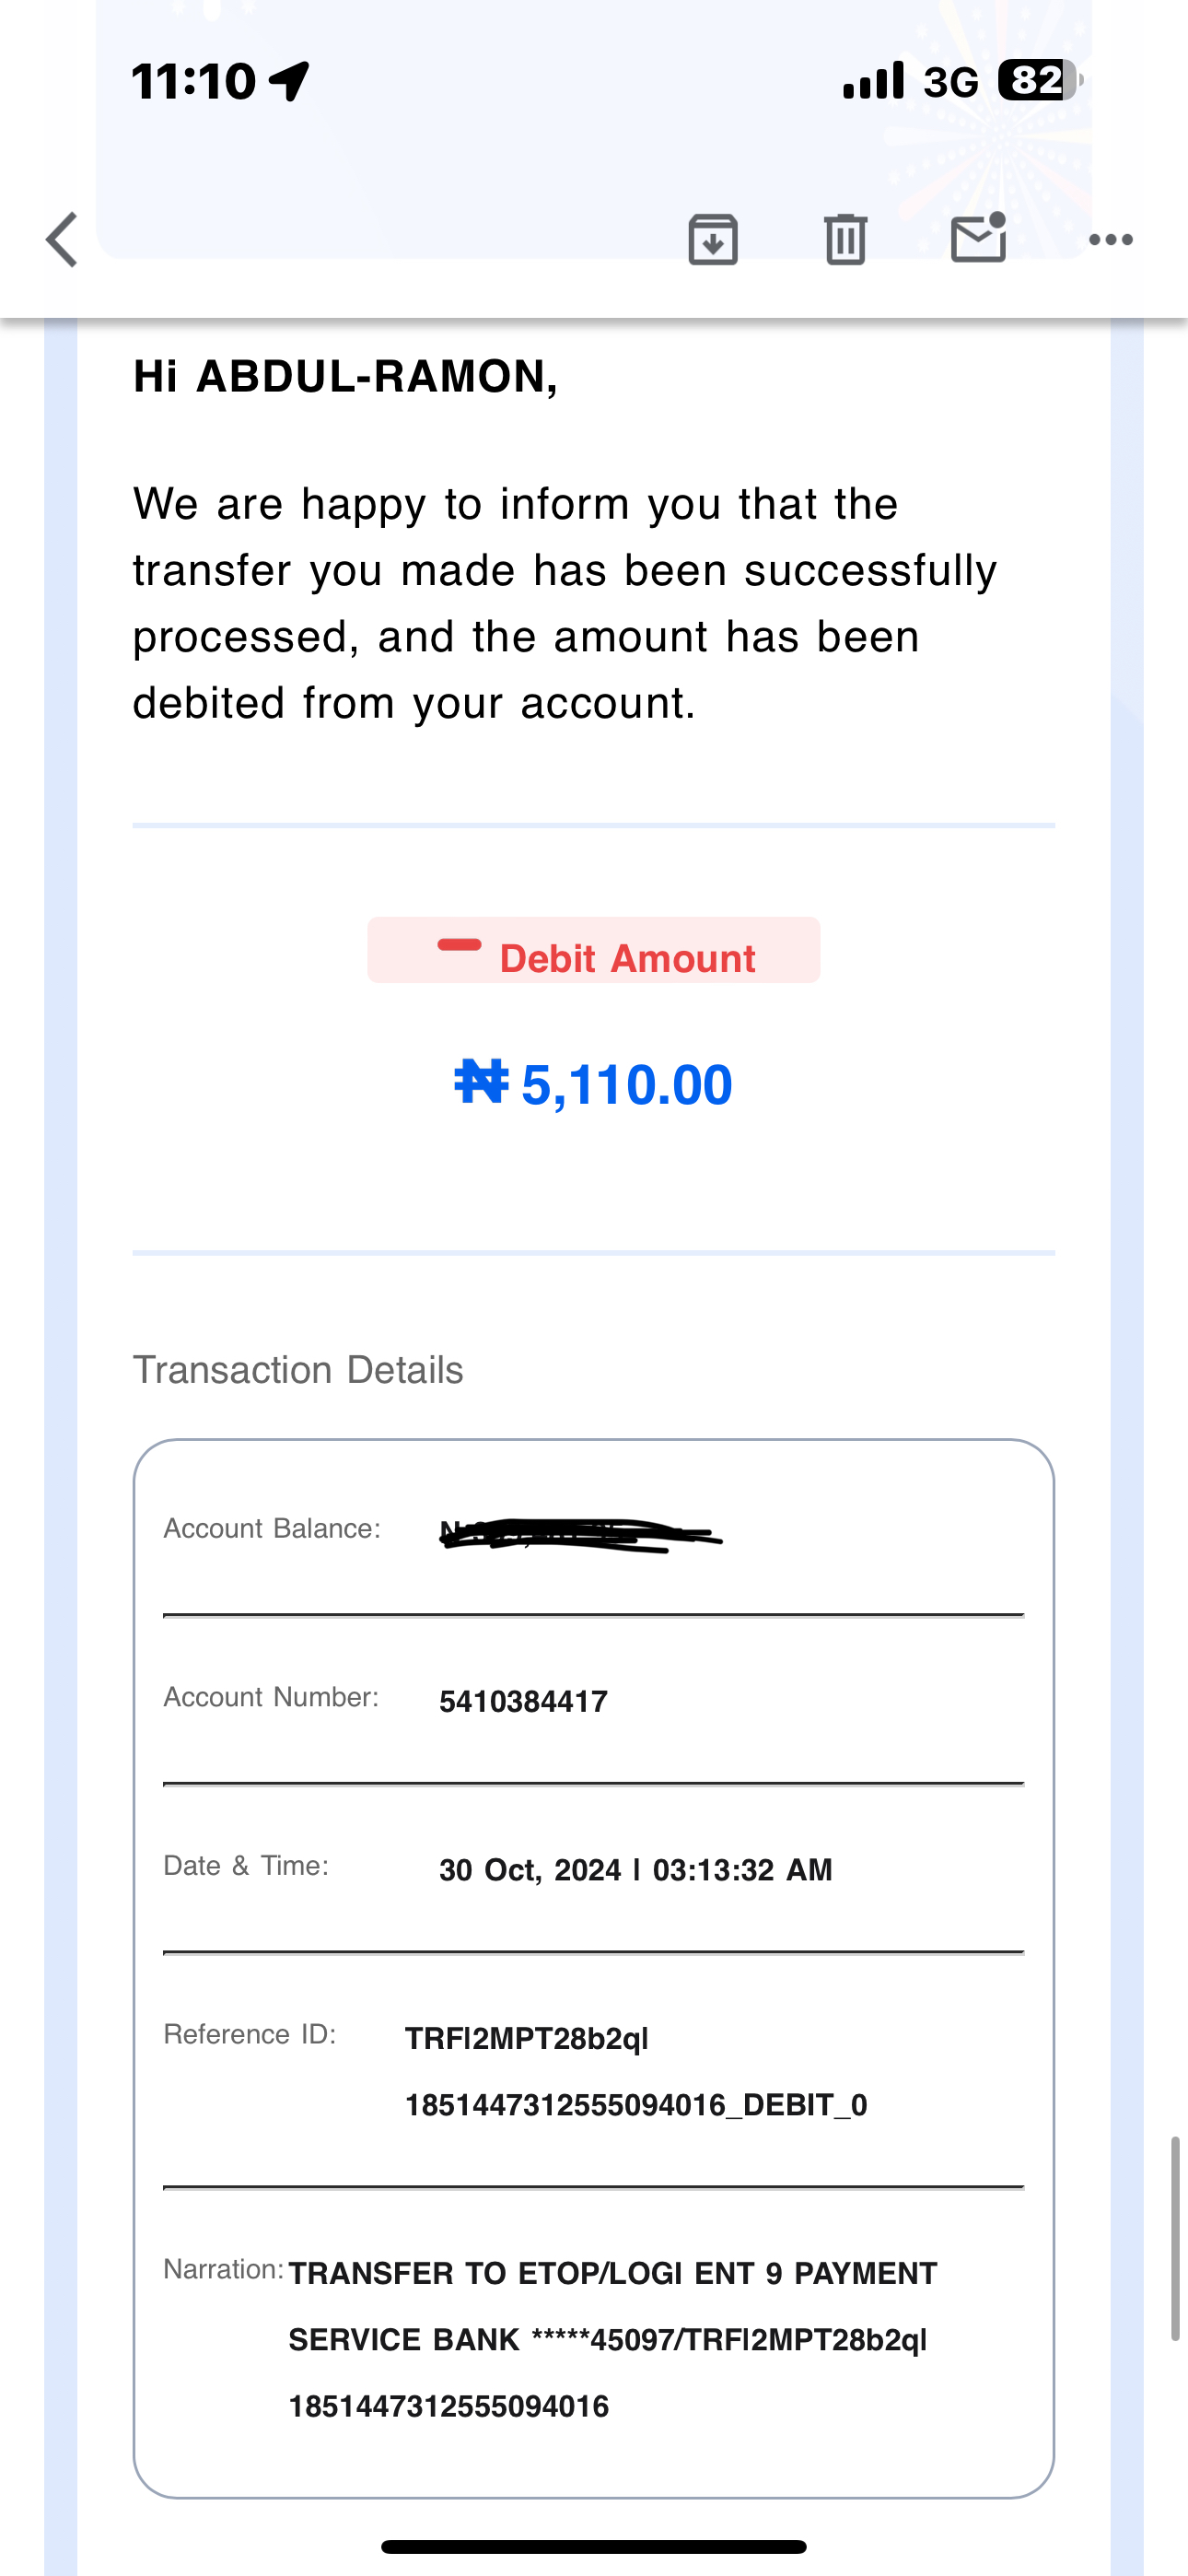 11:10
3G 82
Hi ABDUL-RAMON,
We are happy to inform you that the
transfer you made has been successfully
processed, and the amount has been
debited from your account.
Debit Amount
₦ 5,110.00
Transaction Details
Account Balance:
Account Number: 5410384417
Date & Time: 30 Oct, 2024 | 03:13:32 AM
Reference ID: TRFl2MPT28b2ql
1851447312555094016_DEBIT_0
Narration: TRANSFER TO ETOP/LOGI ENT 9 PAYMENT
SERVICE BANK *****45097/TRFl2MPT28b2ql
1851447312555094016